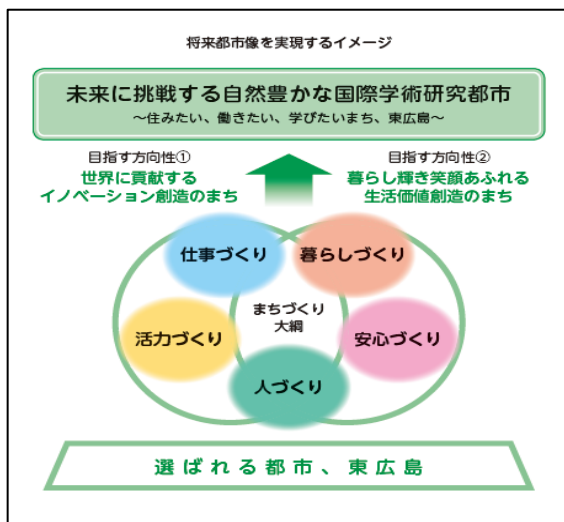 将来都市像を実現するイメージ
未来に挑戦する自然豊かな国際学術研究都市
～住みたい、働きたい、学びたいまち、東広島～
目指す方向性①
世界に貢献する
イノベーション創造のまち
目指す方向性②
暮らし輝き笑顔あふれる
生活価値創造のまち
仕事づくり
暮らしづくり
まちづくり
大綱
活力づくり
安心づくり
人づくり
選ばれる都市、東広島